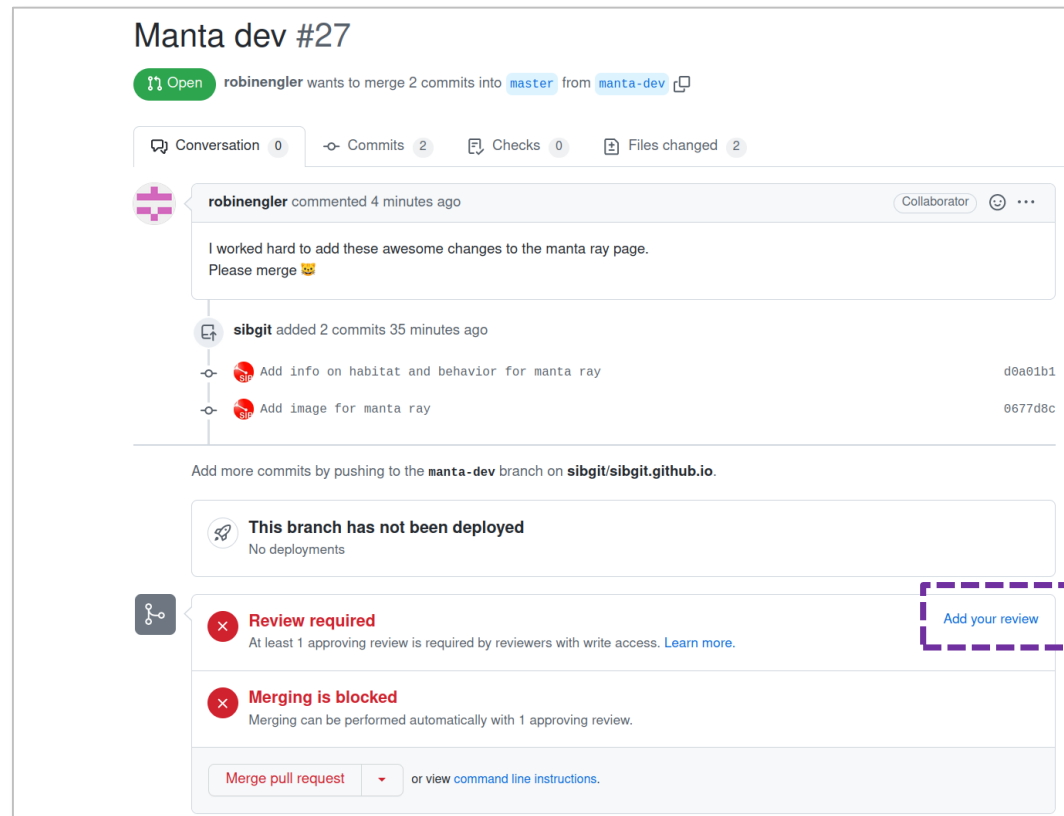 Manta dev #27
Open robinengler wants to merge 2 commits into master from manta-dev
Conversation 0 Commits 2 Checks 0 Files changed 2
robinengler commented 4 minutes ago Collaborator
I worked hard to add these awesome changes to the manta ray page.
Please merge 😺
sibgit added 2 commits 35 minutes ago
SIB Add info on habitat and behavior for manta ray d0a01b1
SIB Add image for manta ray 0677d8c
Add more commits by pushing to the manta-dev branch on sibgit/sibgit.github.io.
This branch has not been deployed
No deployments
Review required Add your review
At least 1 approving review is required by reviewers with write access. Learn more.
Merging is blocked
Merging can be performed automatically with 1 approving review.
Merge pull request or view command line instructions.